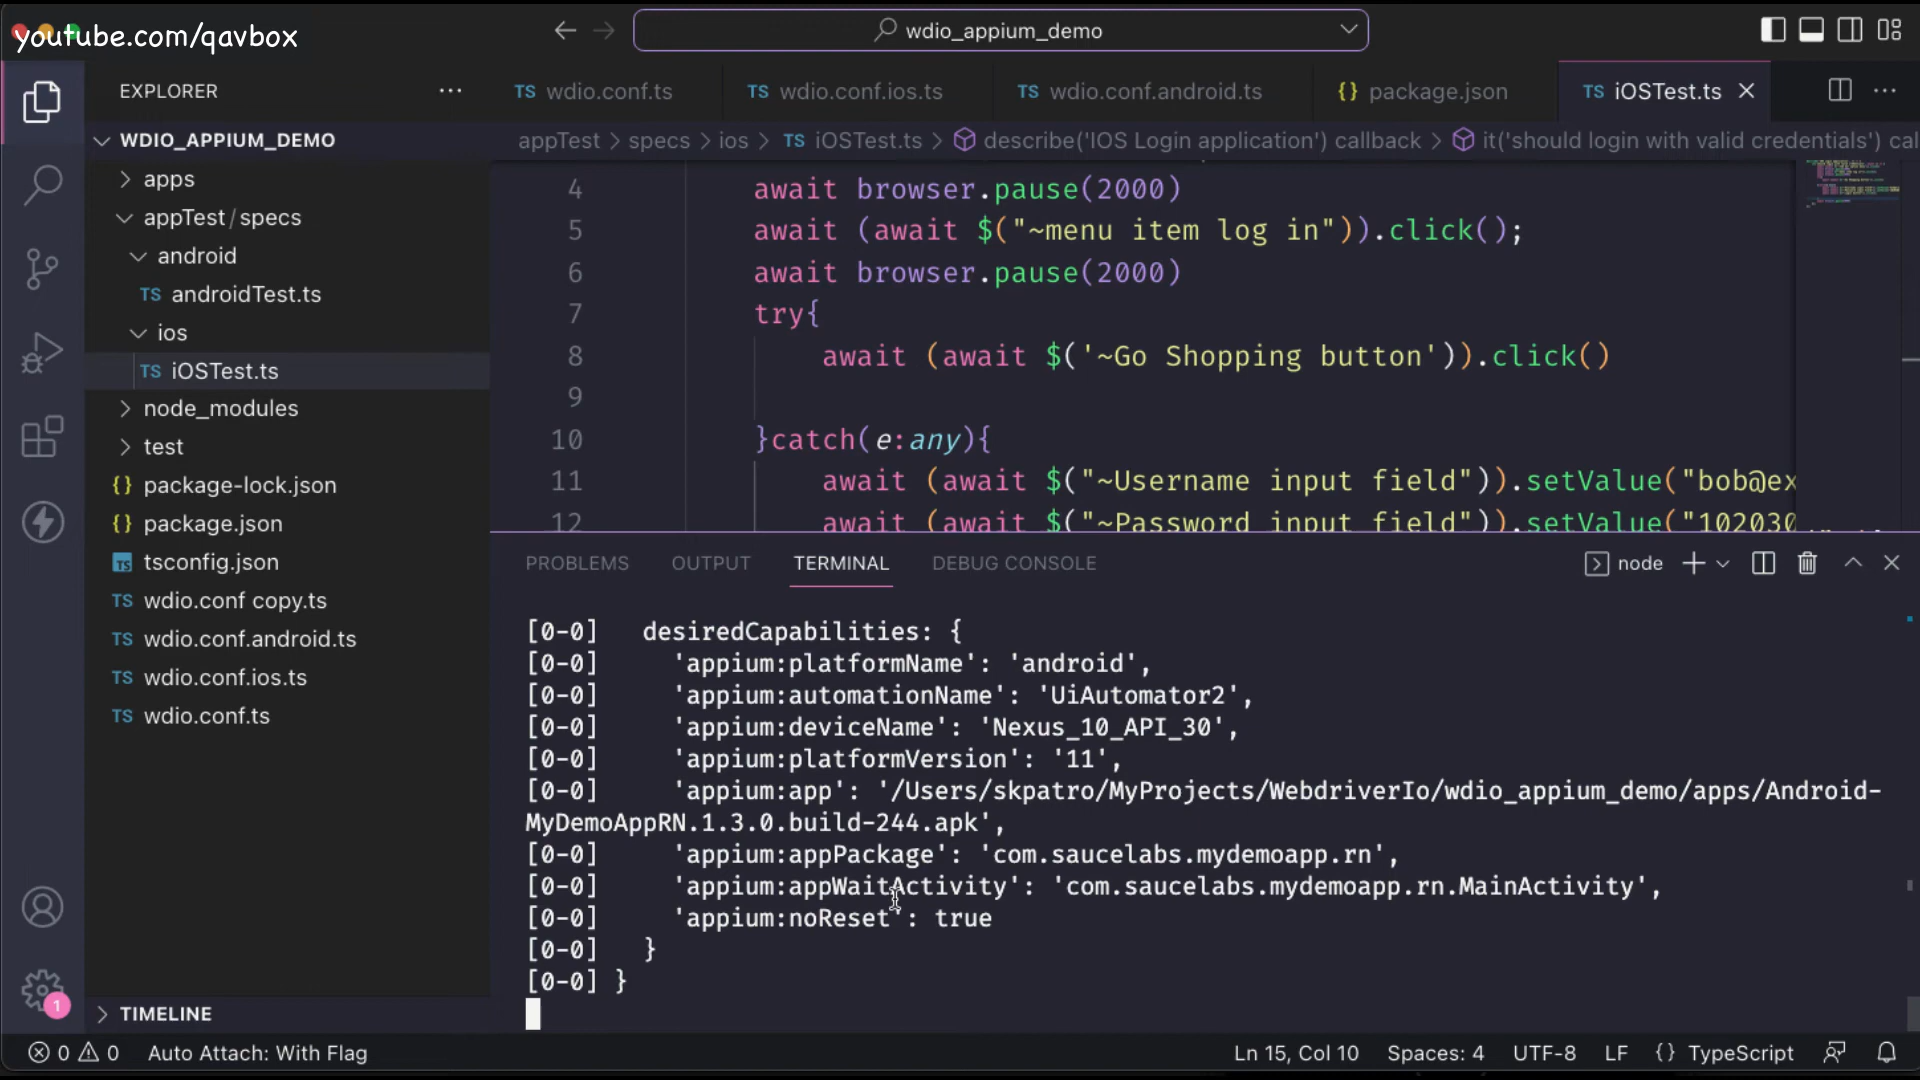 youtube.com/qavbox
wdio_appium_demo
EXPLORER
TS wdio.conf.ts
TS wdio.conf.ios.ts
TS wdio.conf.android.ts
{} package.json
TS iOSTest.ts
WDIO_APPIUM_DEMO
appTest > specs > ios > TS iOSTest.ts > describe('IOS Login application') callback > it('should login with valid credentials') cal
apps
appTest/specs
android
TS androidTest.ts
ios
TS iOSTest.ts
node_modules
test
{} package-lock.json
{} package.json
TS tsconfig.json
TS wdio.conf copy.ts
TS wdio.conf.android.ts
TS wdio.conf.ios.ts
TS wdio.conf.ts
TIMELINE
4 await browser.pause(2000)
5 await (await $("~menu item log in")).click();
6 await browser.pause(2000)
7 try{
8 await (await $('~Go Shopping button')).click()
9
10 }catch(e:any){
11 await (await $("~Username input field")).setValue("bob@ex
12 await (await $("~Password input field")).setValue("102030
PROBLEMS OUTPUT TERMINAL DEBUG CONSOLE
node
[0-0] desiredCapabilities: {
[0-0] 'appium:platformName': 'android',
[0-0] 'appium:automationName': 'UiAutomator2',
[0-0] 'appium:deviceName': 'Nexus_10_API_30',
[0-0] 'appium:platformVersion': '11',
[0-0] 'appium:app': '/Users/skpatro/MyProjects/WebdriverIo/wdio_appium_demo/apps/Android-
MyDemoAppRN.1.3.0.build-244.apk',
[0-0] 'appium:appPackage': 'com.saucelabs.mydemoapp.rn',
[0-0] 'appium:appWaitActivity': 'com.saucelabs.mydemoapp.rn.MainActivity',
[0-0] 'appium:noReset': true
[0-0] }
[0-0] }
1
0 0 Auto Attach: With Flag
Ln 15, Col 10 Spaces: 4 UTF-8 LF {} TypeScript